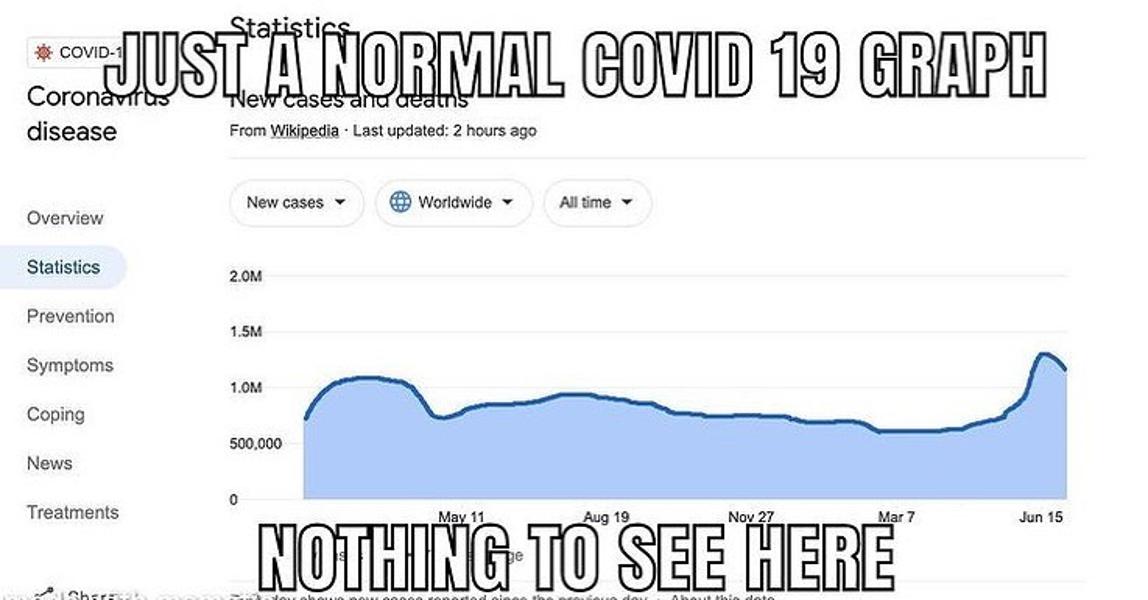 Statistics
COVID-1
JUST A NORMAL COVID 19 GRAPH
Coronavirus
disease
New cases and deaths
From Wikipedia · Last updated: 2 hours ago
New cases
Worldwide
All time
Overview
Statistics
Prevention
Symptoms
Coping
News
Treatments
2.0M
1.5M
1.0M
500,000
0
May 11
Aug 19
Nov 27
Mar 7
Jun 15
NOTHING TO SEE HERE
Share
day shows new cases reported since the previous day · About this data